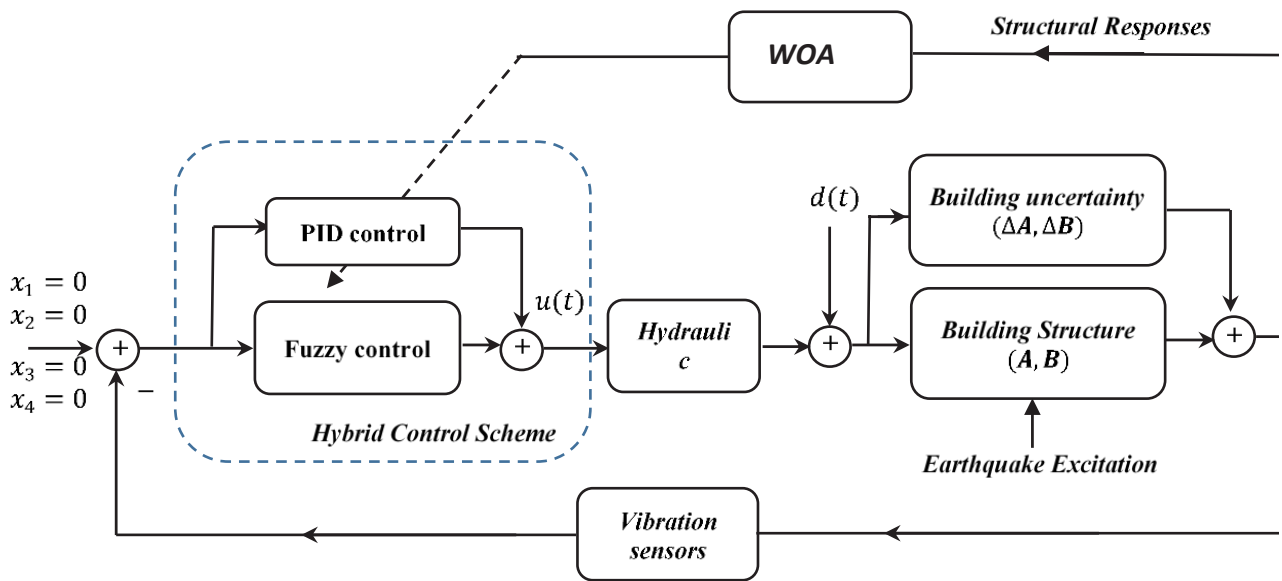 Structural Responses
WOA
PID control
d(t)
Building uncertainty
(ΔA, ΔB)
x₁ = 0
x₂ = 0
x₃ = 0
x₄ = 0
+
−
Fuzzy control
u(t)
+
Hydrauli
c
+
Building Structure
(A, B)
+
Hybrid Control Scheme
Earthquake Excitation
Vibration
sensors